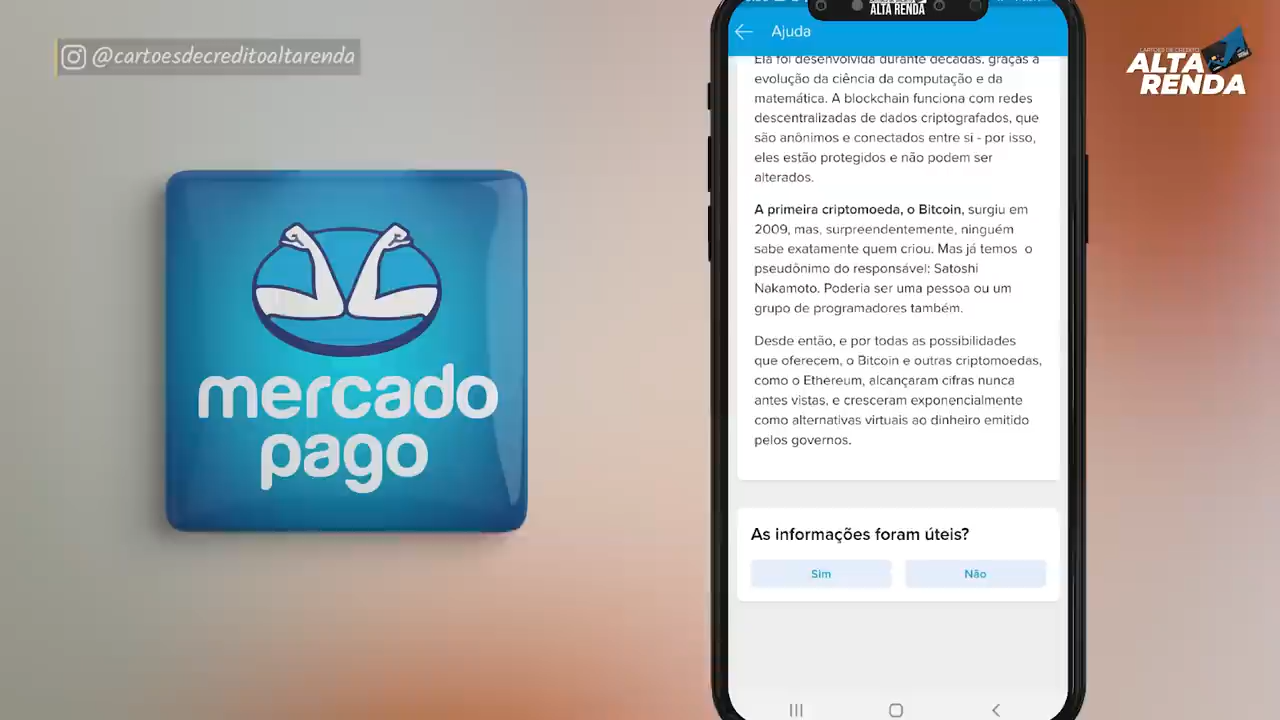 @cartoesdecreditoaltarenda
mercado
pago
ALTA RENDA
Ajuda
Ela foi desenvolvida durante décadas, graças à
evolução da ciência da computação e da
matemática. A blockchain funciona com redes
descentralizadas de dados criptografados, que
são anônimos e conectados entre si - por isso,
eles estão protegidos e não podem ser
alterados.
A primeira criptomoeda, o Bitcoin, surgiu em
2009, mas, surpreendentemente, ninguém
sabe exatamente quem criou. Mas já temos o
pseudônimo do responsável: Satoshi
Nakamoto. Poderia ser uma pessoa ou um
grupo de programadores também.
Desde então, e por todas as possibilidades
que oferecem, o Bitcoin e outras criptomoedas,
como o Ethereum, alcançaram cifras nunca
antes vistas, e cresceram exponencialmente
como alternativas virtuais ao dinheiro emitido
pelos governos.
As informações foram úteis?
Sim
Não
CARTÕES DE CRÉDITO
ALTA
RENDA